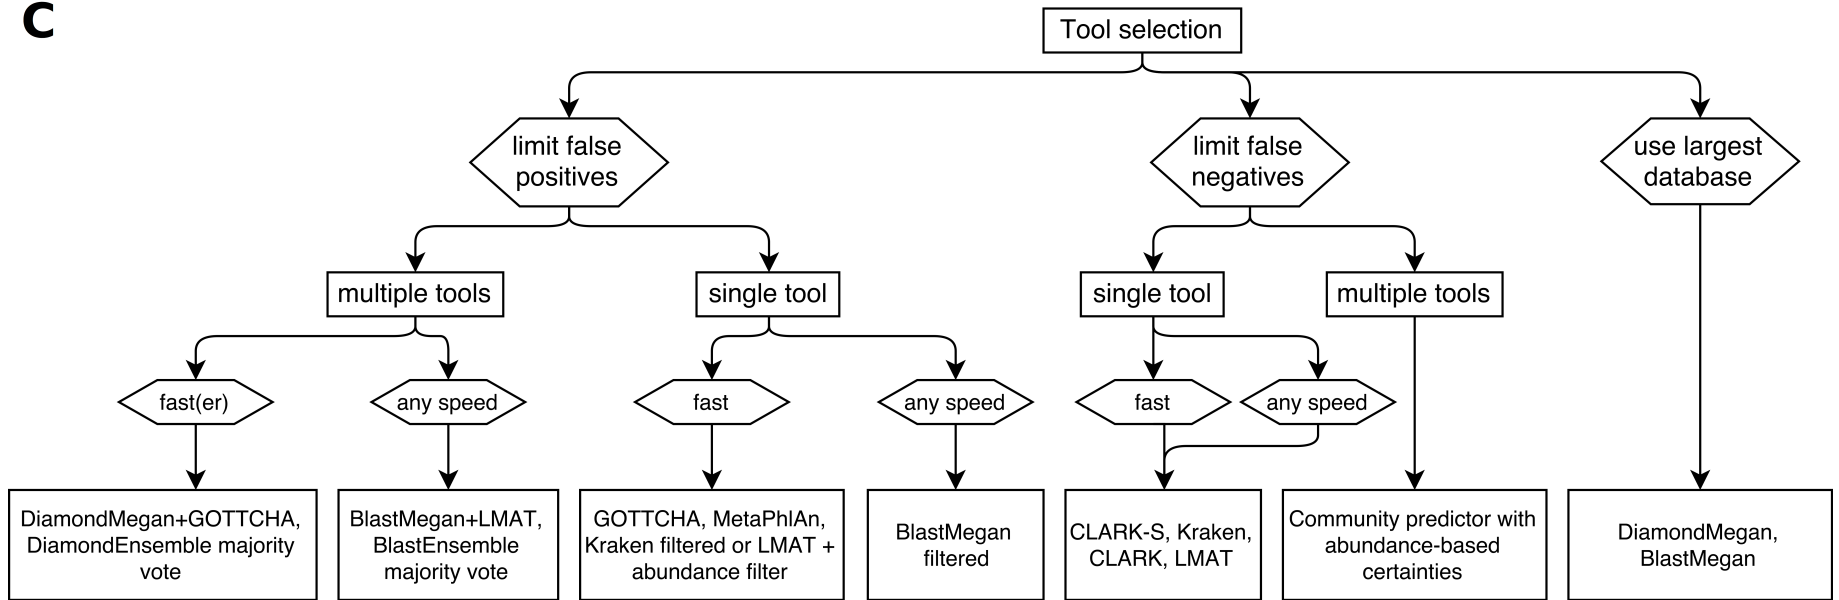 C
Tool selection
limit false
positives
limit false
negatives
use largest
database
multiple tools
single tool
single tool
multiple tools
fast(er)
any speed
fast
any speed
fast
any speed
DiamondMegan+GOTTCHA,
DiamondEnsemble majority
vote
BlastMegan+LMAT,
BlastEnsemble
majority vote
GOTTCHA, MetaPhlAn,
Kraken filtered or LMAT +
abundance filter
BlastMegan
filtered
CLARK-S, Kraken,
CLARK, LMAT
Community predictor with
abundance-based
certainties
DiamondMegan,
BlastMegan